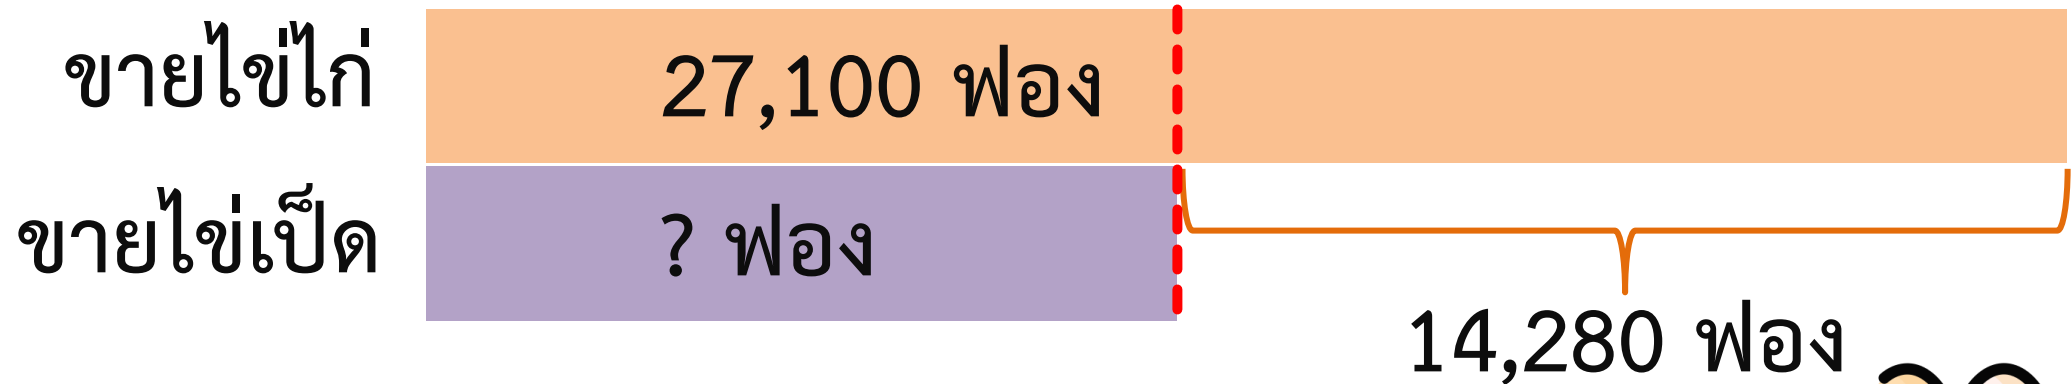 ขายไข่ไก่ 27,100 ฟอง
ขายไข่เป็ด ? ฟอง
14,280 ฟอง